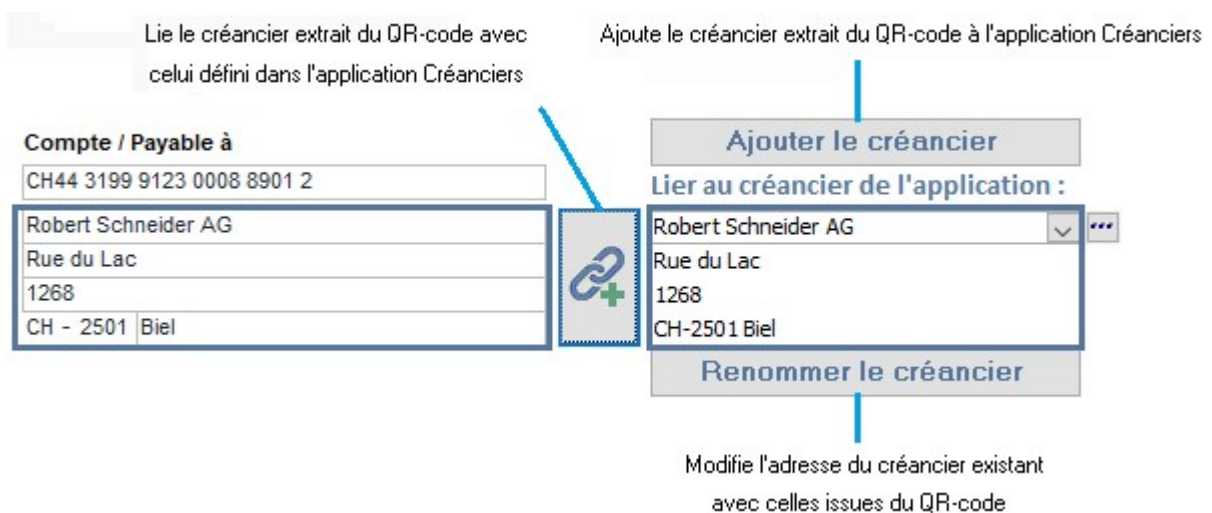 Lie le créancier extrait du QR-code avec
celui défini dans l'application Créanciers
Ajoute le créancier extrait du QR-code à l'application Créanciers
Compte / Payable à
CH44 3199 9123 0008 8901 2
Robert Schneider AG
Rue du Lac
1268
CH - 2501 Biel
Ajouter le créancier
Lier au créancier de l'application :
Robert Schneider AG
Rue du Lac
1268
CH-2501 Biel
Renommer le créancier
Modifie l'adresse du créancier existant
avec celles issues du QR-code